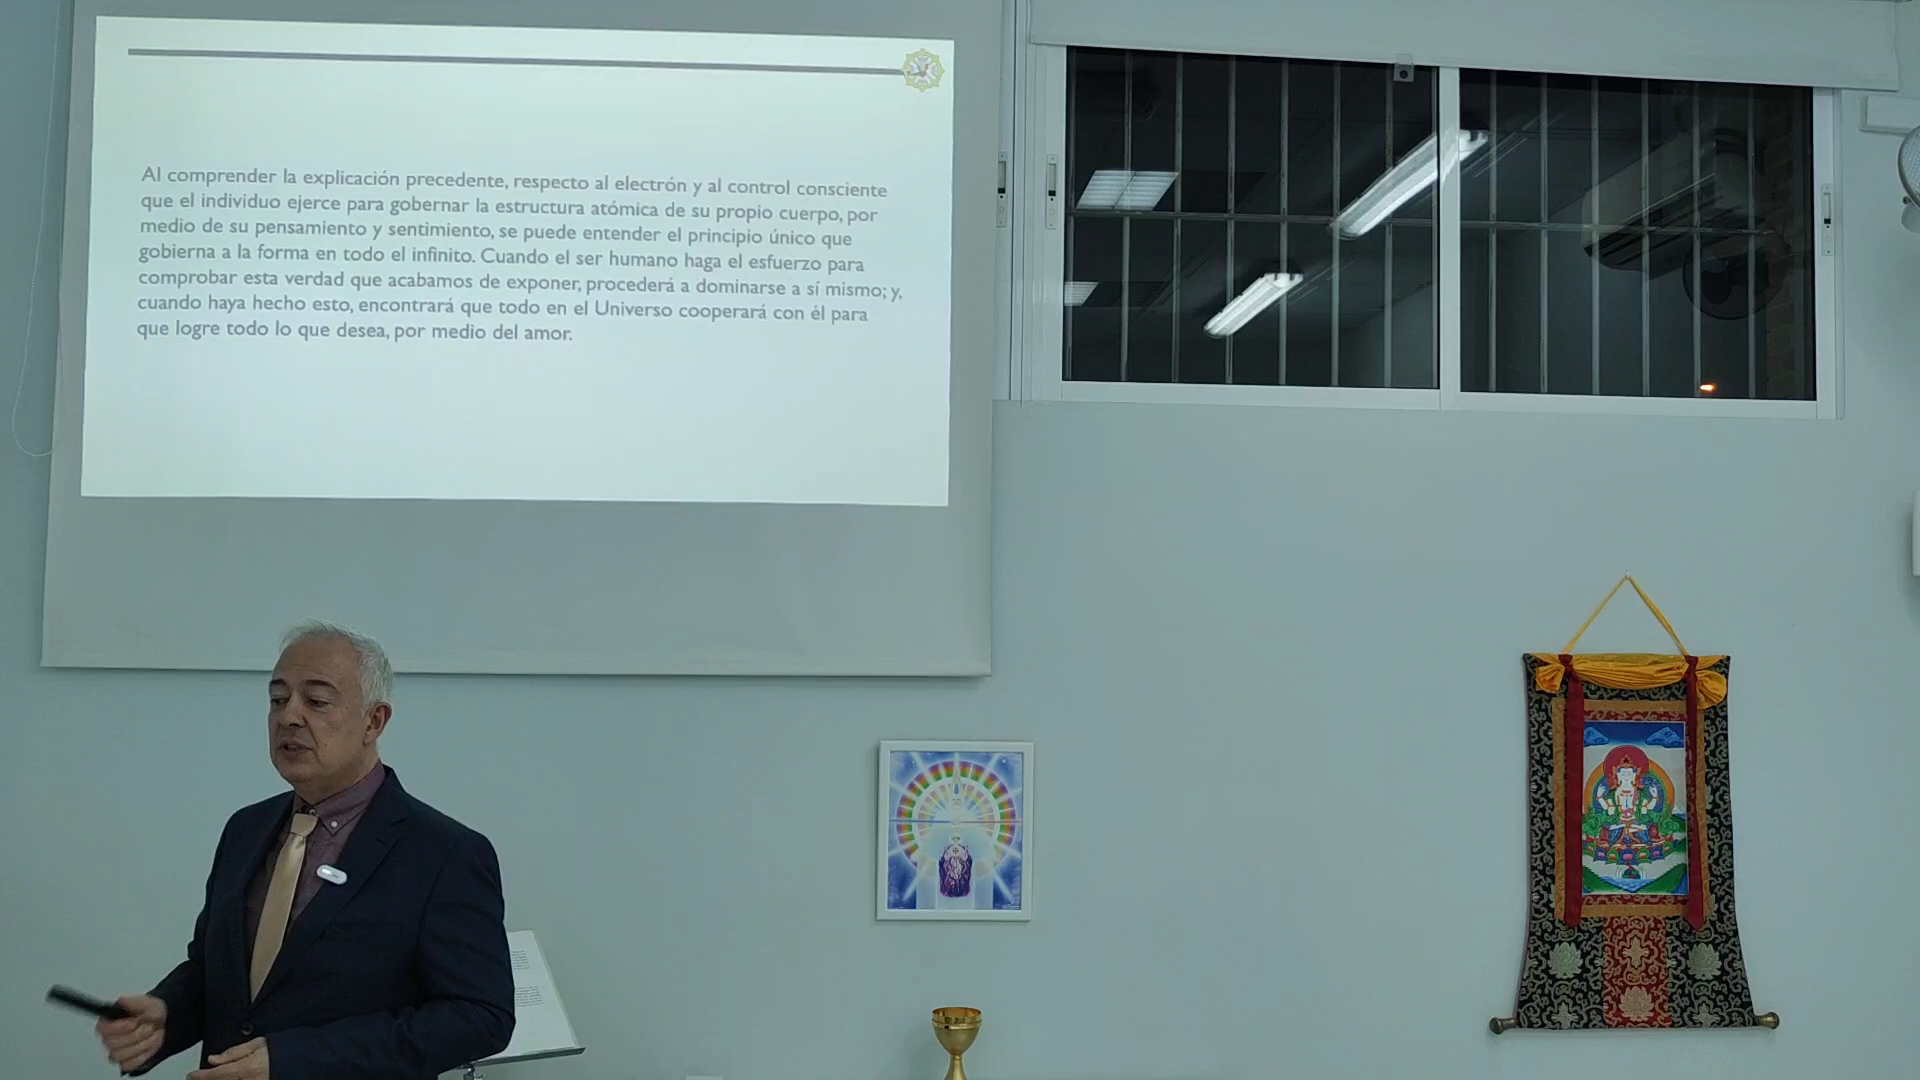 Al comprender la explicación precedente, respecto al electrón y al control consciente
que el individuo ejerce para gobernar la estructura atómica de su propio cuerpo, por
medio de su pensamiento y sentimiento, se puede entender el principio único que
gobierna a la forma en todo el infinito. Cuando el ser humano haga el esfuerzo para
comprobar esta verdad que acabamos de exponer, procederá a dominarse a sí mismo; y,
cuando haya hecho esto, encontrará que todo en el Universo cooperará con él para
que logre todo lo que desea, por medio del amor.